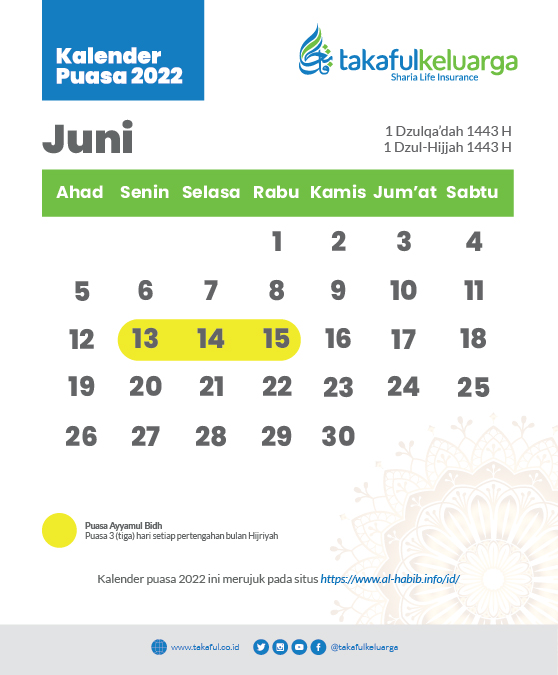 Kalender
Puasa 2022
takafulkeluarga
Sharia Life Insurance
Juni
1 Dzulqa’dah 1443 H
1 Dzul-Hijjah 1443 H
Ahad Senin Selasa Rabu Kamis Jum’at Sabtu
1 2 3 4
5 6 7 8 9 10 11
12 13 14 15 16 17 18
19 20 21 22 23 24 25
26 27 28 29 30
Puasa Ayyamul Bidh
Puasa 3 (tiga) hari setiap pertengahan bulan Hijriyah
Kalender puasa 2022 ini merujuk pada situs https://www.al-habib.info/id/
www.takaful.co.id @takafulkeluarga